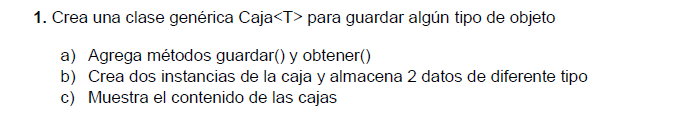 1. Crea una clase genérica Caja<T> para guardar algún tipo de objeto
a) Agrega métodos guardar() y obtener()
b) Crea dos instancias de la caja y almacena 2 datos de diferente tipo
c) Muestra el contenido de las cajas